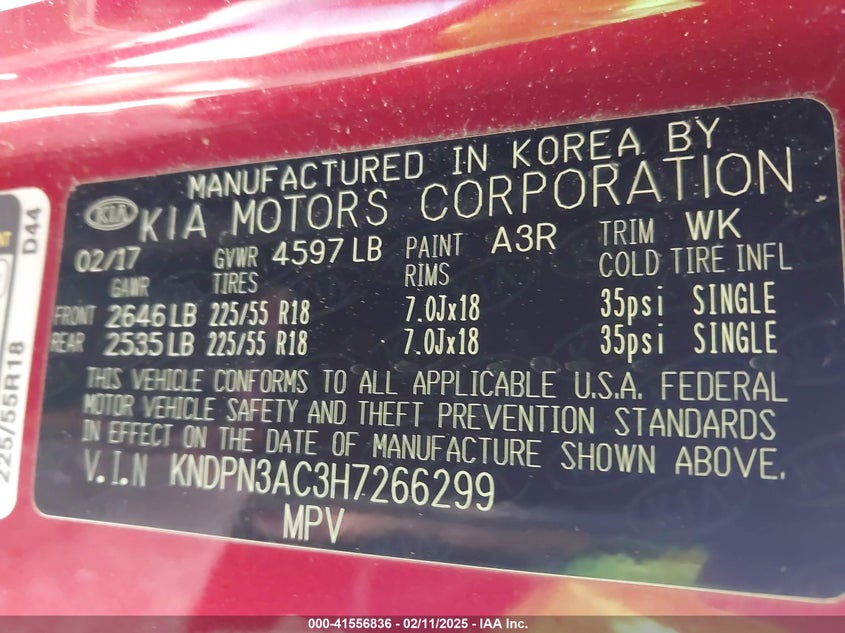 MANUFACTURED IN KOREA BY
KIA KIA MOTORS CORPORATION
02/17 GVWR 4597 LB PAINT A3R TRIM WK
GAWR TIRES RIMS COLD TIRE INFL
FRONT 2646 LB 225/55 R18 7.0Jx18 35psi SINGLE
REAR 2535 LB 225/55 R18 7.0Jx18 35psi SINGLE
THIS VEHICLE CONFORMS TO ALL APPLICABLE U.S.A. FEDERAL
MOTOR VEHICLE SAFETY AND THEFT PREVENTION STANDARDS
IN EFFECT ON THE DATE OF MANUFACTURE SHOWN ABOVE.
V.I.N KNDPN3AC3H7266299
MPV
D44
225/55R18
000-41556836 - 02/11/2025 - IAA Inc.